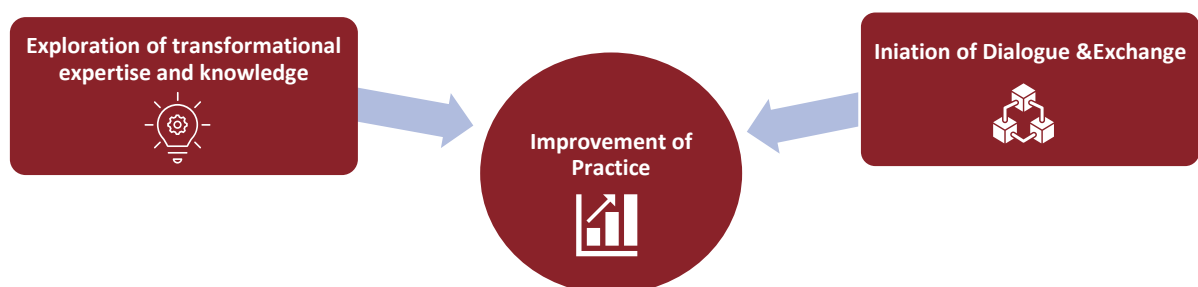 Exploration of transformational
expertise and knowledge
Iniation of Dialogue &Exchange
Improvement of
Practice